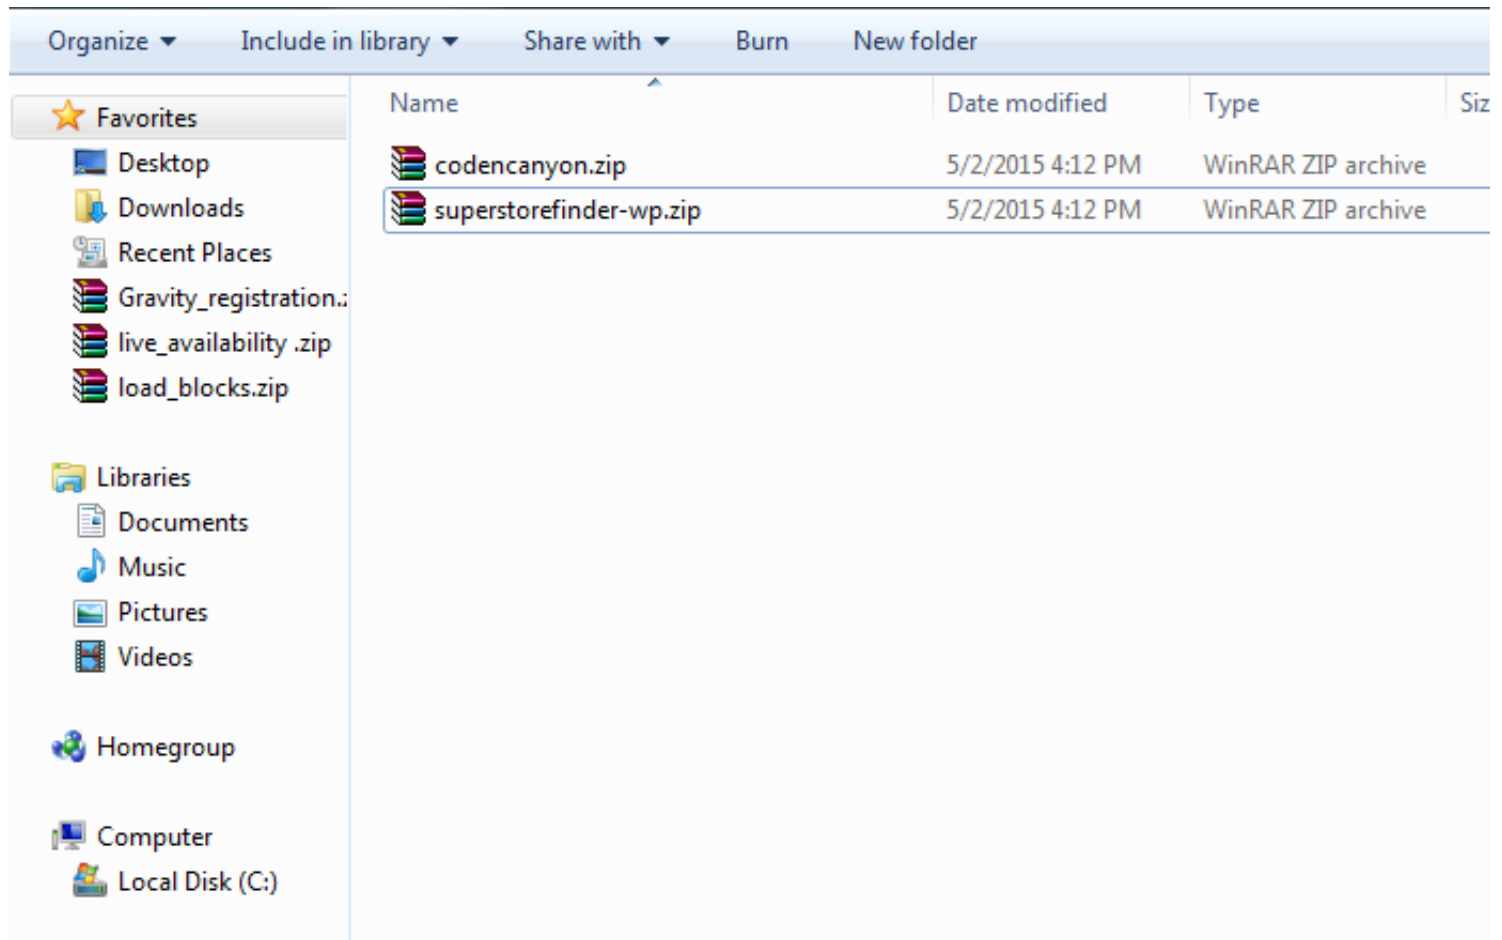 Organize Include in library Share with Burn New folder
Name Date modified Type Siz
codencanyon.zip 5/2/2015 4:12 PM WinRAR ZIP archive
superstorefinder-wp.zip 5/2/2015 4:12 PM WinRAR ZIP archive
Favorites
Desktop
Downloads
Recent Places
Gravity_registration.z
live_availability .zip
load_blocks.zip
Libraries
Documents
Music
Pictures
Videos
Homegroup
Computer
Local Disk (C:)